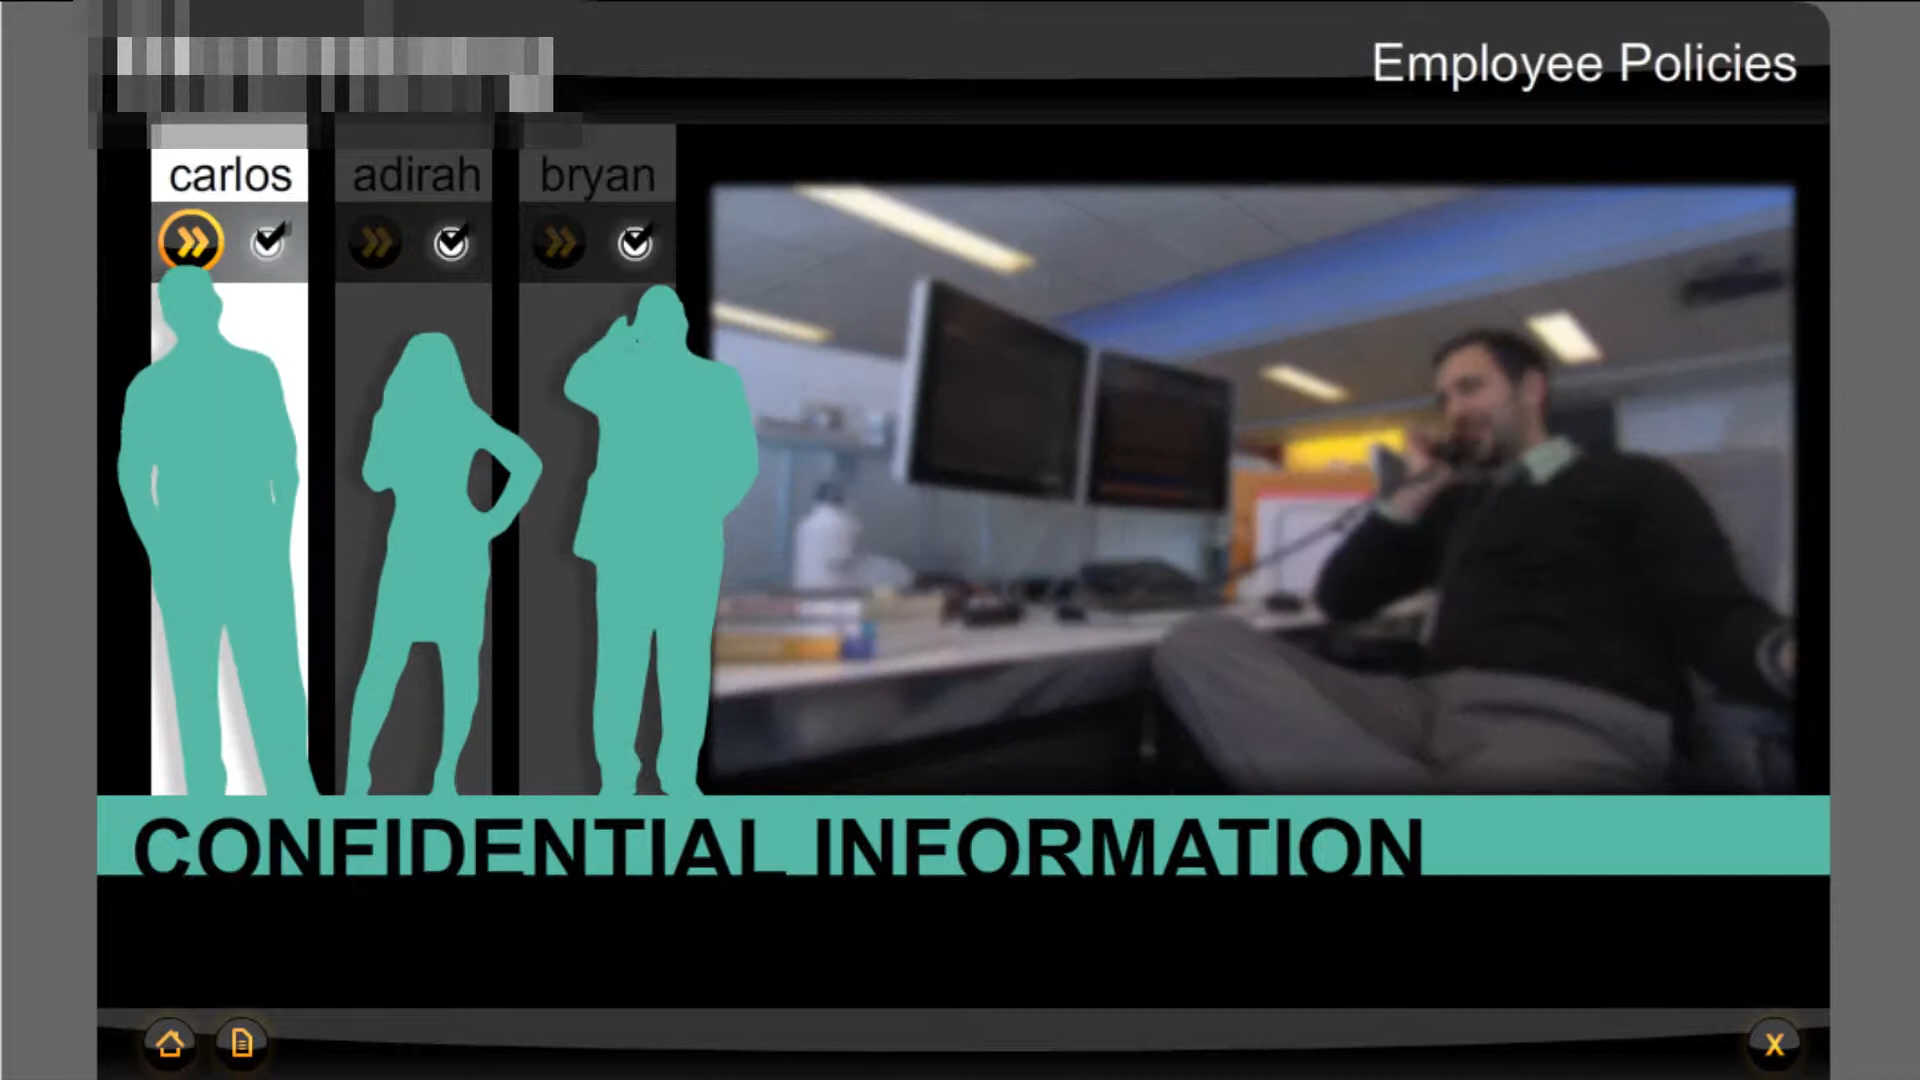 Employee Policies
carlos adirah bryan
CONFIDENTIAL INFORMATION
X